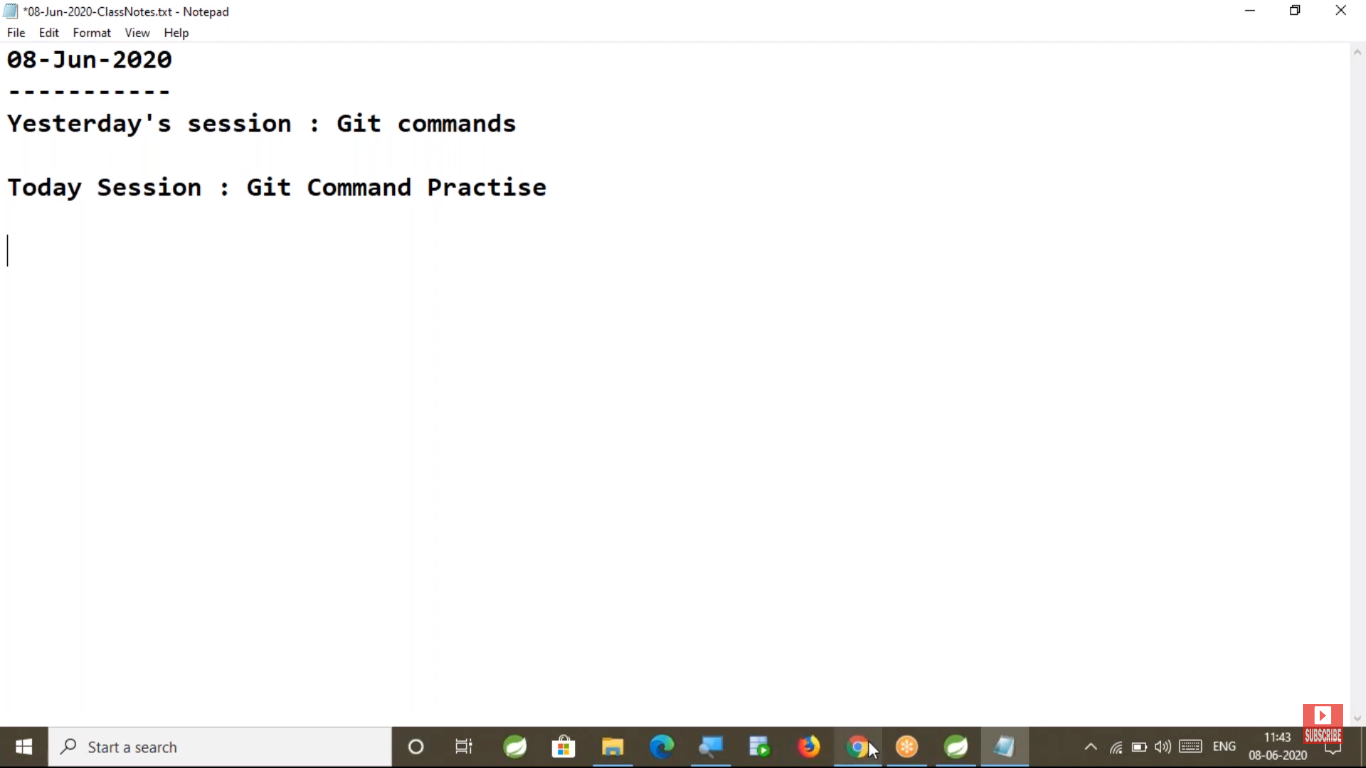 *08-Jun-2020-ClassNotes.txt - Notepad
File Edit Format View Help
08-Jun-2020
-----------
Yesterday's session : Git commands
Today Session : Git Command Practise
SUBSCRIBE
Start a search
ENG
11:43
08-06-2020